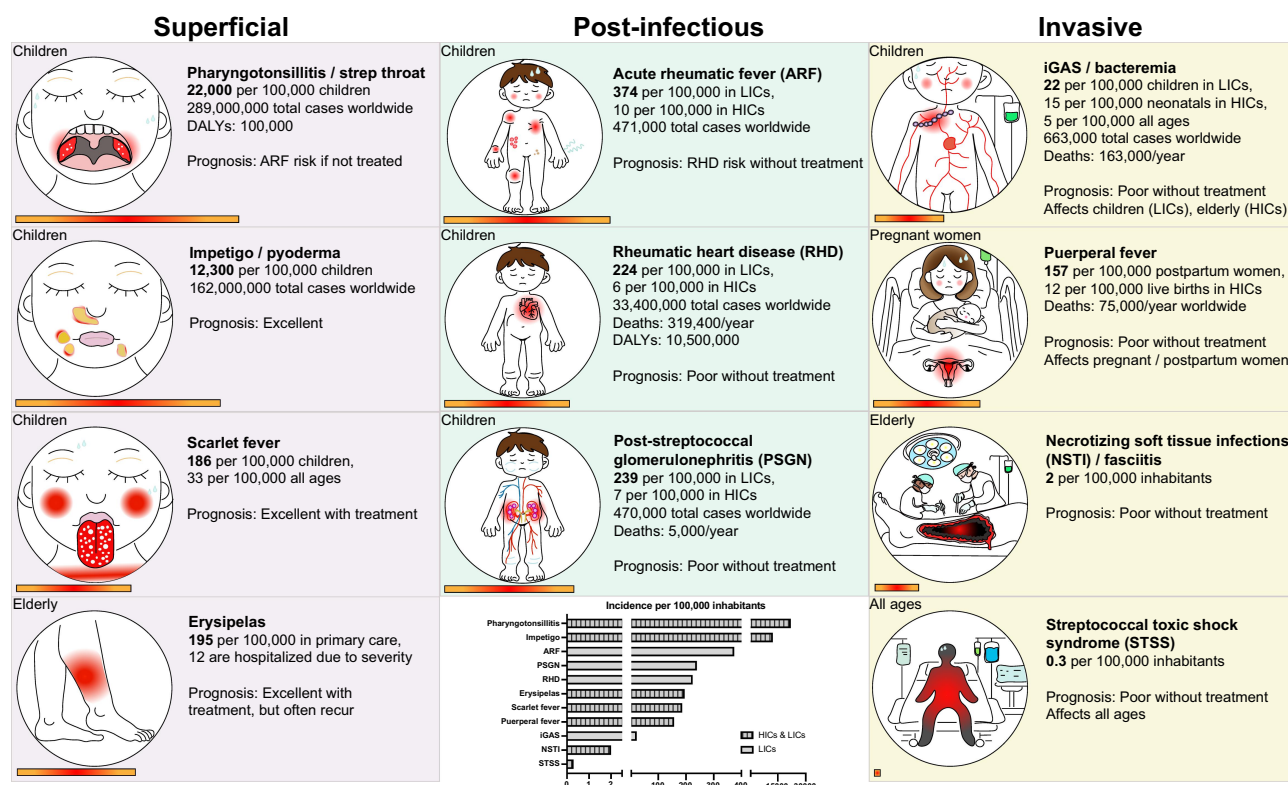 Superficial
Post-infectious
Invasive
Children
Pharyngotonsillitis / strep throat
22,000 per 100,000 children
289,000,000 total cases worldwide
DALYs: 100,000
Prognosis: ARF risk if not treated
Children
Acute rheumatic fever (ARF)
374 per 100,000 in LICs,
10 per 100,000 in HICs
471,000 total cases worldwide
Prognosis: RHD risk without treatment
Children
iGAS / bacteremia
22 per 100,000 children in LICs,
15 per 100,000 neonatals in HICs,
5 per 100,000 all ages
663,000 total cases worldwide
Deaths: 163,000/year
Prognosis: Poor without treatment
Affects children (LICs), elderly (HICs)
Children
Impetigo / pyoderma
12,300 per 100,000 children
162,000,000 total cases worldwide
Prognosis: Excellent
Children
Rheumatic heart disease (RHD)
224 per 100,000 in LICs,
6 per 100,000 in HICs
33,400,000 total cases worldwide
Deaths: 319,400/year
DALYs: 10,500,000
Prognosis: Poor without treatment
Pregnant women
Puerperal fever
157 per 100,000 postpartum women,
12 per 100,000 live births in HICs
Deaths: 75,000/year worldwide
Prognosis: Poor without treatment
Affects pregnant / postpartum women
Children
Scarlet fever
186 per 100,000 children,
33 per 100,000 all ages
Prognosis: Excellent with treatment
Children
Post-streptococcal
glomerulonephritis (PSGN)
239 per 100,000 in LICs,
7 per 100,000 in HICs
470,000 total cases worldwide
Deaths: 5,000/year
Prognosis: Poor without treatment
Elderly
Necrotizing soft tissue infections
(NSTI) / fasciitis
2 per 100,000 inhabitants
Prognosis: Poor without treatment
Elderly
Erysipelas
195 per 100,000 in primary care,
12 are hospitalized due to severity
Prognosis: Excellent with
treatment, but often recur
Incidence per 100,000 inhabitants
Pharyngotonsillitis
Impetigo
ARF
PSGN
RHD
Erysipelas
Scarlet fever
Puerperal fever
iGAS
NSTI
STSS
HICs & LICs
LICs
0 1 2 100 200 300 400 15000 30000
All ages
Streptococcal toxic shock
syndrome (STSS)
0.3 per 100,000 inhabitants
Prognosis: Poor without treatment
Affects all ages